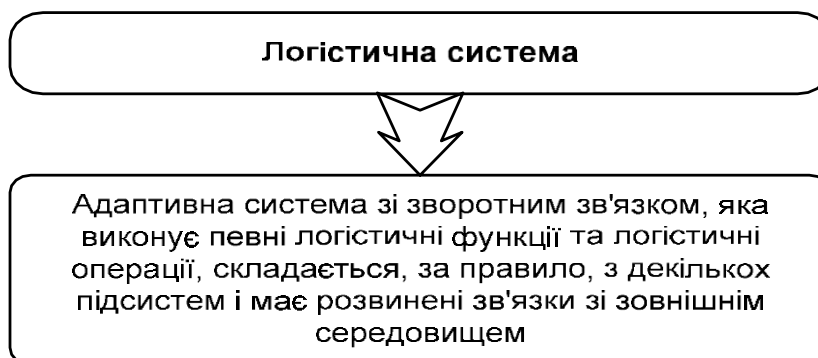 Логістична система
Адаптивна система зі зворотним зв'язком, яка
виконує певні логістичні функції та логістичні
операції, складається, за правило, з декількох
підсистем і має розвинені зв'язки зі зовнішнім
середовищем